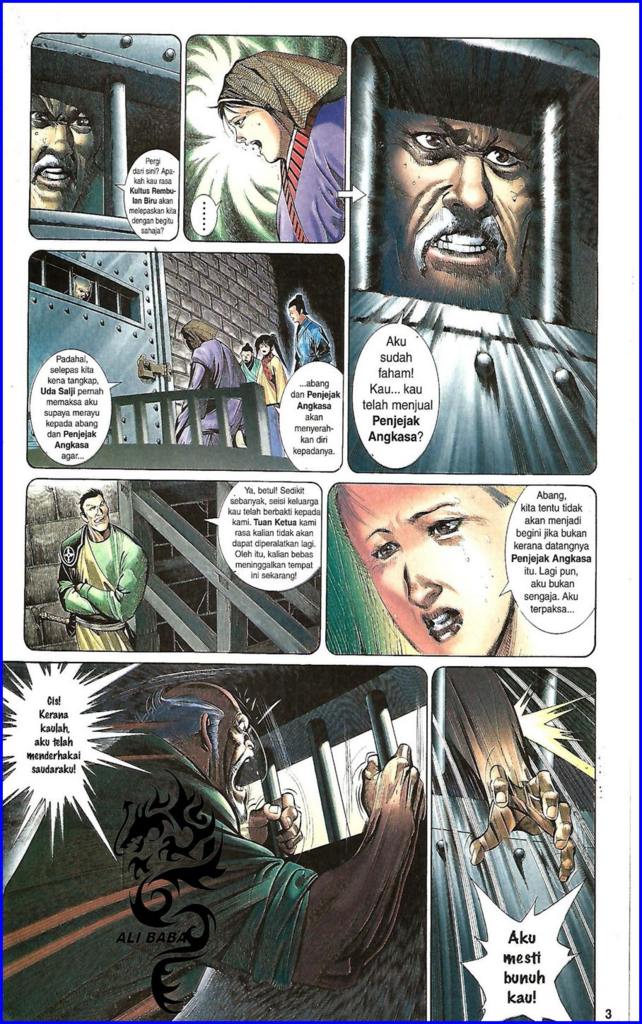 Pergi
dari sini? Apa-
kah kau rasa
Kultus Rembu-
lan Biru akan
melepaskan kita
dengan begitu
sahaja?
......
Aku
sudah
faham!
Kau... kau
telah menjual
Penjejak
Angkasa?
Padahal,
selepas kita
kena tangkap,
Uda Salji pernah
memaksa aku
supaya merayu
kepada abang
dan Penjejak
Angkasa
agar...
...abang
dan Penjejak
Angkasa
akan
menyerah-
kan diri
kepadanya.
Ya, betul! Sedikit
sebanyak, seisi keluarga
kau telah berbakti kepada
kami. Tuan Ketua kami
rasa kalian tidak akan
dapat diperalatkan lagi.
Oleh itu, kalian bebas
meninggalkan tempat
ini sekarang!
Abang,
kita tentu tidak
akan menjadi
begini jika bukan
kerana datangnya
Penjejak Angkasa
itu. Lagi pun,
aku bukan
sengaja. Aku
terpaksa...
Cis!
Kerana
kaulah,
aku telah
menderhakai
saudaraku!
ALI BABA
Aku
mesti
bunuh
kau!
3